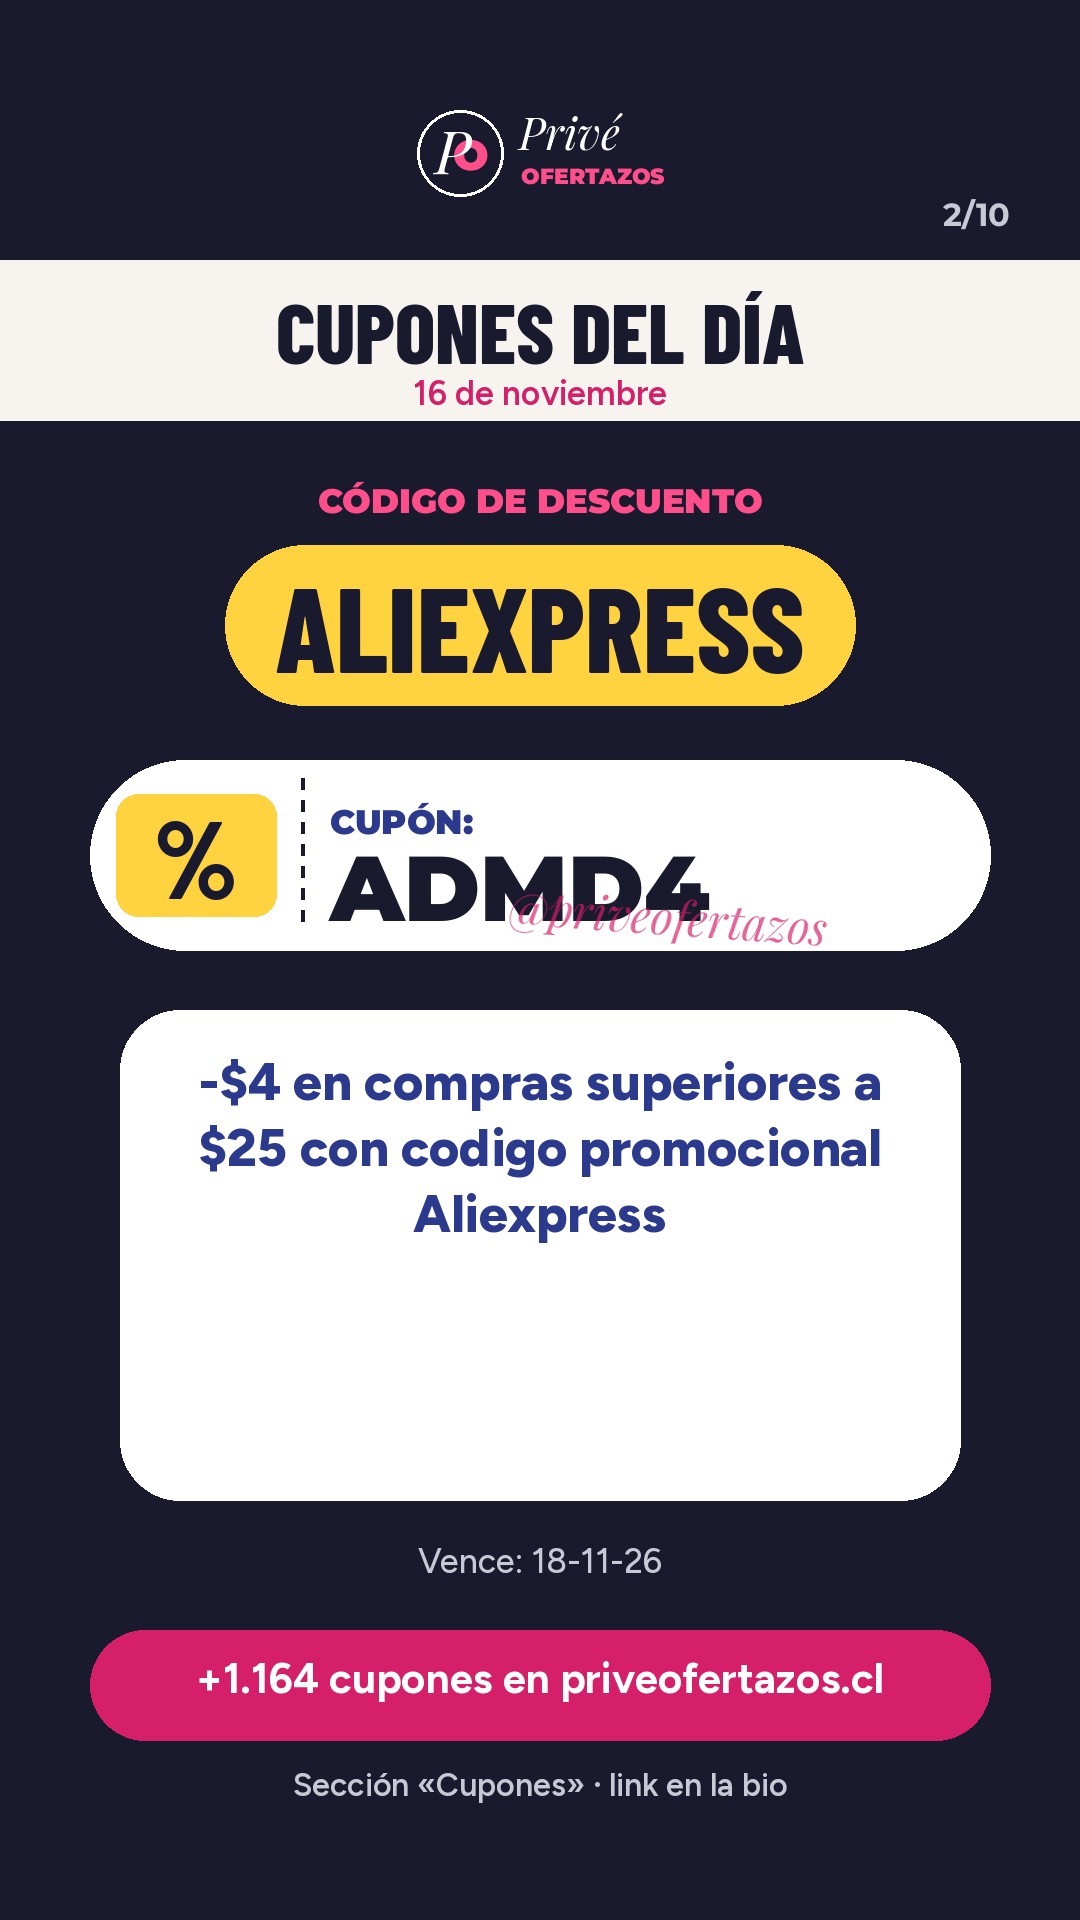 Po
Privé
OFERTAZOS
2/10
CUPONES DEL DÍA
16 de noviembre
CÓDIGO DE DESCUENTO
ALIEXPRESS
%
CUPÓN:
ADMD4
@priveofertazos
-$4 en compras superiores a
$25 con codigo promocional
Aliexpress
Vence: 18-11-26
+1.164 cupones en priveofertazos.cl
Sección «Cupones» · link en la bio